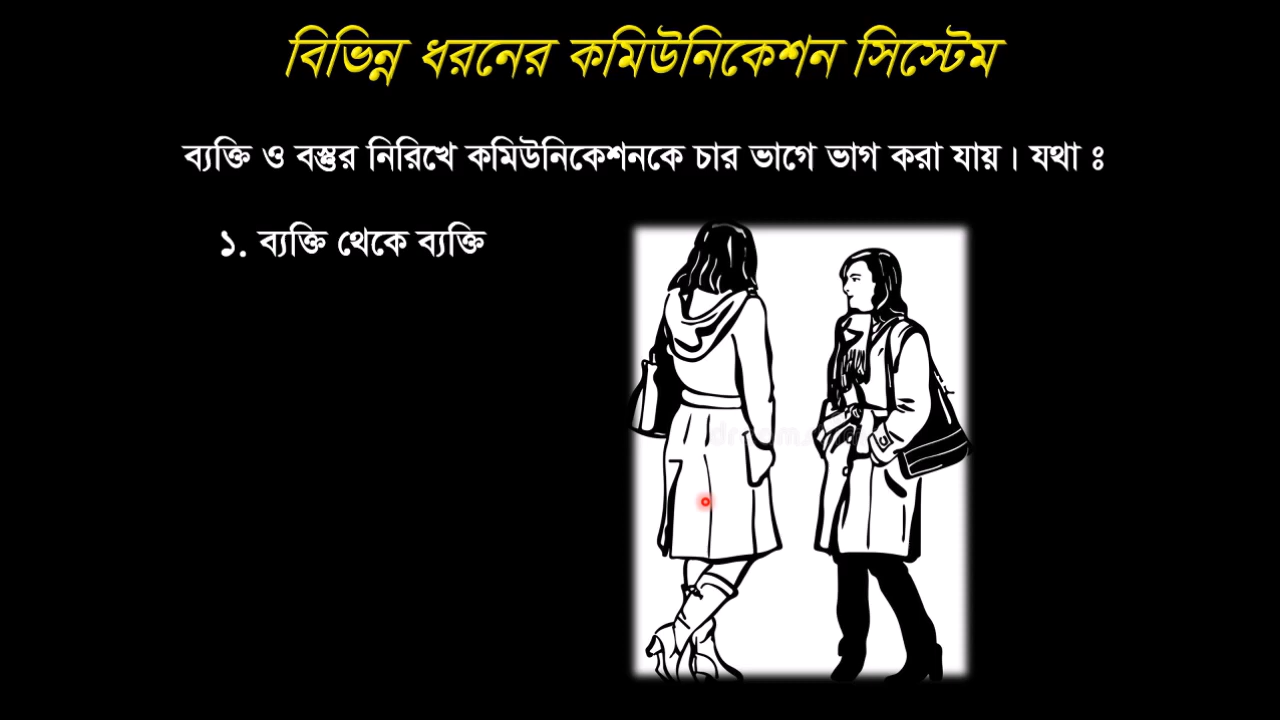 বিভিন্ন ধরনের কমিউনিকেশন সিস্টেম
ব্যক্তি ও বস্তুর নিরিখে কমিউনিকেশনকে চার ভাগে ভাগ করা যায়। যথা ঃ
১. ব্যক্তি থেকে ব্যক্তি